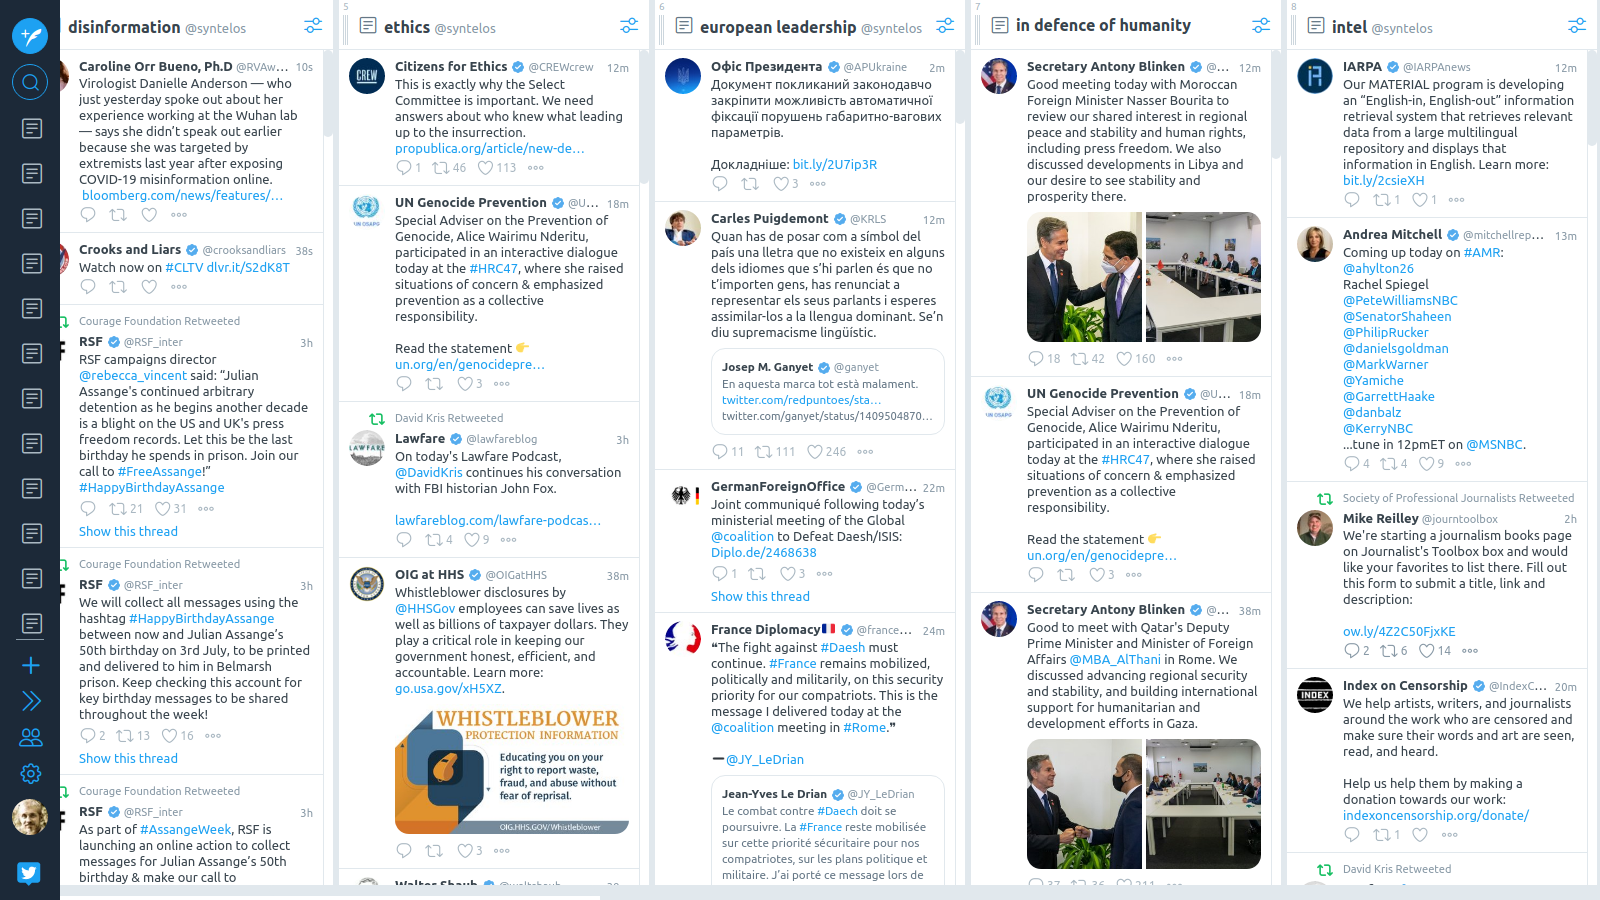 disinformation @syntelos
Caroline Orr Bueno, Ph.D @RVAw... 10s
Virologist Danielle Anderson — who
just yesterday spoke out about her
experience working at the Wuhan lab
— says she didn't speak out earlier
because she was targeted by
extremists last year after exposing
COVID-19 misinformation online.
bloomberg.com/news/features/...
Crooks and Liars @crooksandliars 38s
Watch now on #CLTV dlvr.it/S2dK8T
Courage Foundation Retweeted
RSF @RSF_inter 3h
RSF campaigns director
@rebecca_vincent said: "Julian
Assange's continued arbitrary
detention as he begins another decade
is a blight on the US and UK's press
freedom records. Let this be the last
birthday he spends in prison. Join our
call to #FreeAssange!"
#HappyBirthdayAssange
21 31
Show this thread
Courage Foundation Retweeted
RSF @RSF_inter 3h
We will collect all messages using the
hashtag #HappyBirthdayAssange
between now and Julian Assange's
50th birthday on 3rd July, to be printed
and delivered to him in Belmarsh
prison. Keep checking this account for
key birthday messages to be shared
throughout the week!
2 13 16
Show this thread
Courage Foundation Retweeted
RSF @RSF_inter 3h
As part of #AssangeWeek, RSF is
launching an online action to collect
messages for Julian Assange's 50th
birthday & make our call to
5
ethics @syntelos
CREW
Citizens for Ethics @CREWcrew 12m
This is exactly why the Select
Committee is important. We need
answers about who knew what leading
up to the insurrection.
propublica.org/article/new-de...
1 46 113
UN OSAPG
UN Genocide Prevention @U... 18m
Special Adviser on the Prevention of
Genocide, Alice Wairimu Nderitu,
participated in an interactive dialogue
today at the #HRC47, where she raised
situations of concern & emphasized
prevention as a collective
responsibility.
Read the statement 👉
un.org/en/genocidepre...
3
David Kris Retweeted
LAWFARE
Lawfare @lawfareblog 3h
On today's Lawfare Podcast,
@DavidKris continues his conversation
with FBI historian John Fox.
lawfareblog.com/lawfare-podcas...
4 9
OIG at HHS @OIGatHHS 38m
Whistleblower disclosures by
@HHSGov employees can save lives as
well as billions of taxpayer dollars. They
play a critical role in keeping our
government honest, efficient, and
accountable. Learn more:
go.usa.gov/xH5XZ.
WHISTLEBLOWER
PROTECTION INFORMATION
Educating you on your
right to report waste,
fraud, and abuse without
fear of reprisal.
OIG.HHS.GOV/Whistleblower
3
6
european leadership @syntelos
Офіс Президента @APUkraine 2m
Документ покликаний законодавчо
закріпити можливість автоматичної
фіксації порушень габаритно-вагових
параметрів.
Докладніше: bit.ly/2U7ip3R
3
Carles Puigdemont @KRLS 12m
Quan has de posar com a símbol del
país una lletra que no existeix en alguns
dels idiomes que s'hi parlen és que no
t'importen gens, has renunciat a
representar els seus parlants i esperes
assimilar-los a la llengua dominant. Se'n
diu supremacisme lingüístic.
Josep M. Ganyet @ganyet
En aquesta marca tot està malament.
twitter.com/redpuntoes/sta...
twitter.com/ganyet/status/1409504870...
11 111 246
GermanForeignOffice @Germ... 22m
Joint communiqué following today's
ministerial meeting of the Global
@coalition to Defeat Daesh/ISIS:
Diplo.de/2468638
1 3
Show this thread
France Diplomacy🇫🇷 @france... 24m
❝The fight against #Daesh must
continue. #France remains mobilized,
politically and militarily, on this security
priority for our compatriots. This is the
message I delivered today at the
@coalition meeting in #Rome.❞
➖@JY_LeDrian
Jean-Yves Le Drian @JY_LeDrian
Le combat contre #Daech doit se
poursuivre. La #France reste mobilisée
sur cette priorité sécuritaire pour nos
compatriotes, sur les plans politique et
militaire. J'ai porté ce message lors de
7
in defence of humanity
Secretary Antony Blinken @... 12m
Good meeting today with Moroccan
Foreign Minister Nasser Bourita to
review our shared interest in regional
peace and stability and human rights,
including press freedom. We also
discussed developments in Libya and
our desire to see stability and
prosperity there.
18 42 160
UN OSAPG
UN Genocide Prevention @U... 18m
Special Adviser on the Prevention of
Genocide, Alice Wairimu Nderitu,
participated in an interactive dialogue
today at the #HRC47, where she raised
situations of concern & emphasized
prevention as a collective
responsibility.
Read the statement 👉
un.org/en/genocidepre...
3
Secretary Antony Blinken @... 38m
Good to meet with Qatar's Deputy
Prime Minister and Minister of Foreign
Affairs @MBA_AlThani in Rome. We
discussed advancing regional security
and stability, and building international
support for humanitarian and
development efforts in Gaza.
8
intel @syntelos
IARPA @IARPAnews 12m
Our MATERIAL program is developing
an "English-in, English-out" information
retrieval system that retrieves relevant
data from a large multilingual
repository and displays that
information in English. Learn more:
bit.ly/2csieXH
1 1
Andrea Mitchell @mitchellrep... 13m
Coming up today on #AMR:
@ahylton26
Rachel Spiegel
@PeteWilliamsNBC
@SenatorShaheen
@PhilipRucker
@danielsgoldman
@MarkWarner
@Yamiche
@GarrettHaake
@danbalz
@KerryNBC
...tune in 12pmET on @MSNBC.
4 4 9
Society of Professional Journalists Retweeted
Mike Reilley @journtoolbox 2h
We're starting a journalism books page
on Journalist's Toolbox box and would
like your favorites to list there. Fill out
this form to submit a title, link and
description:
ow.ly/4Z2C50FjxKE
2 6 14
INDEX
Index on Censorship @IndexC... 20m
We help artists, writers, and journalists
around the work who are censored and
make sure their words and art are seen,
read, and heard.
Help us help them by making a
donation towards our work:
indexoncensorship.org/donate/
1
David Kris Retweeted